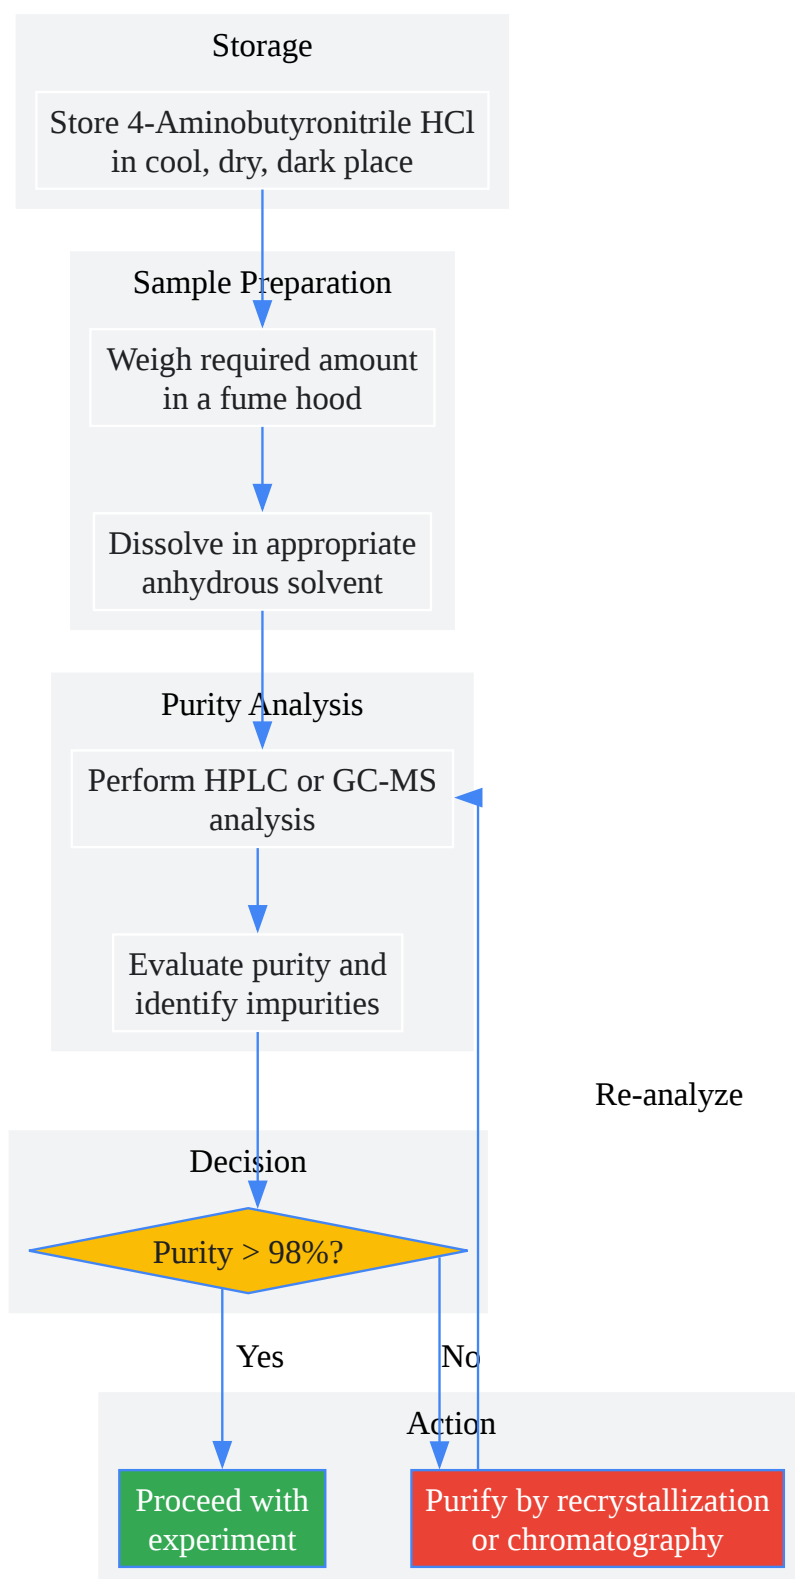 Storage
Store 4-Aminobutyronitrile HCl
in cool, dry, dark place
Sample Preparation
Weigh required amount
in a fume hood
Dissolve in appropriate
anhydrous solvent
Purity Analysis
Perform HPLC or GC-MS
analysis
Evaluate purity and
identify impurities
Re-analyze
Decision
Purity > 98%?
Yes
No
Action
Proceed with
experiment
Purify by recrystallization
or chromatography